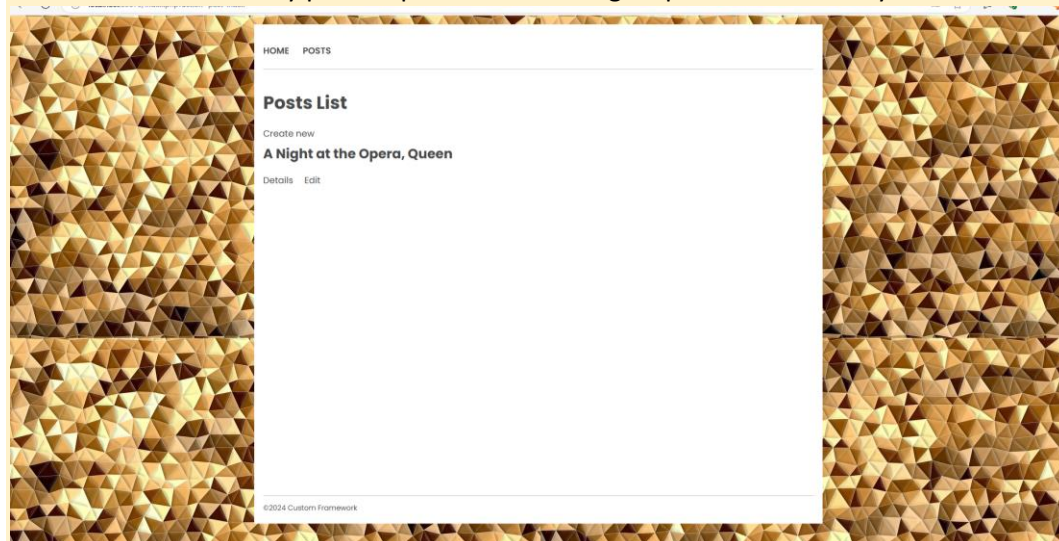 HOME POSTS
Posts List
Create new
A Night at the Opera, Queen
Details Edit
©2024 Custom Framework